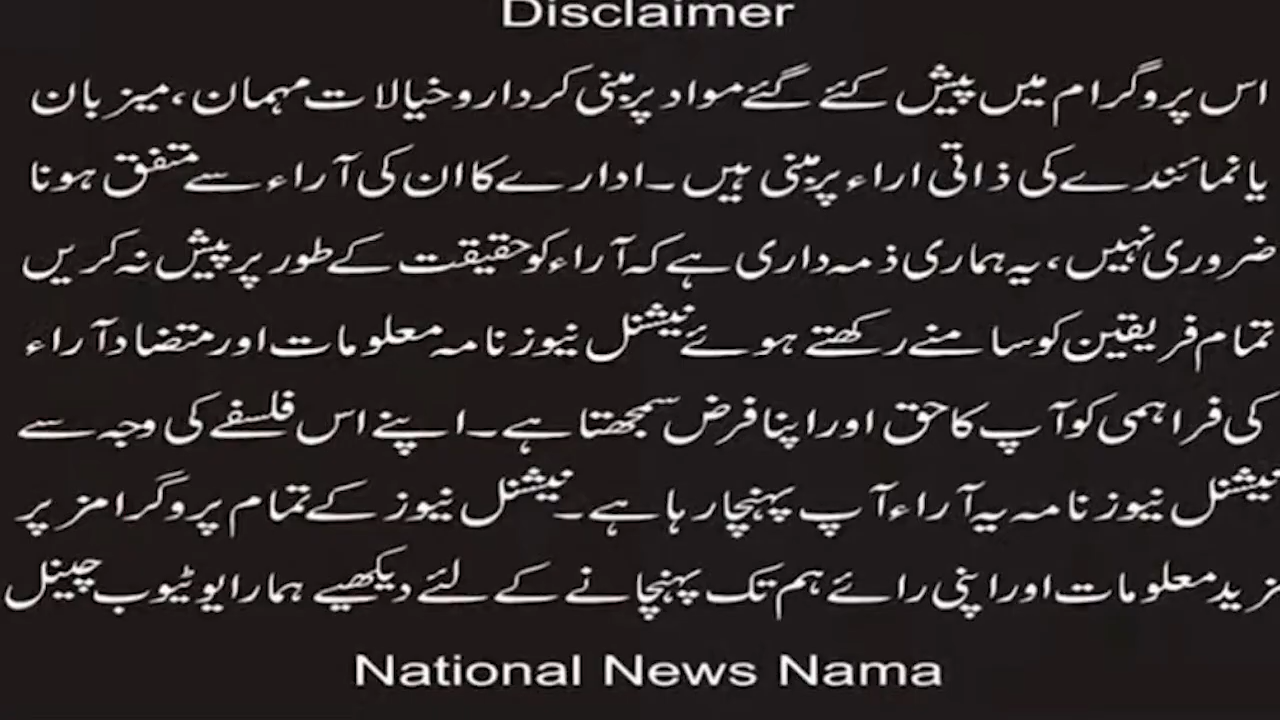 Disclaimer
اس پروگرام میں پیش کئے گئے مواد پر مبنی کردار و خیالات مہمان، میزبان
یا نمائندے کی ذاتی اراء پر مبنی ہیں۔ ادارے کا ان کی آراء سے متفق ہونا
ضروری نہیں، یہ ہماری ذمہ داری ہے کہ آراء کو حقیقت کے طور پر پیش نہ کریں
تمام فریقین کو سامنے رکھتے ہوئے نیشنل نیوز نامہ معلومات اور متضاد آراء
کی فراہمی کو آپ کا حق اور اپنا فرض سمجھتا ہے۔ اپنے اس فلسفے کی وجہ سے
نیشنل نیوز نامہ یہ آراء آپ پہنچا رہا ہے۔ نیشنل نیوز کے تمام پروگرامز پر
مزید معلومات اور اپنی رائے ہم تک پہنچانے کے لئے دیکھیے ہمارا یوٹیوب چینل
National News Nama